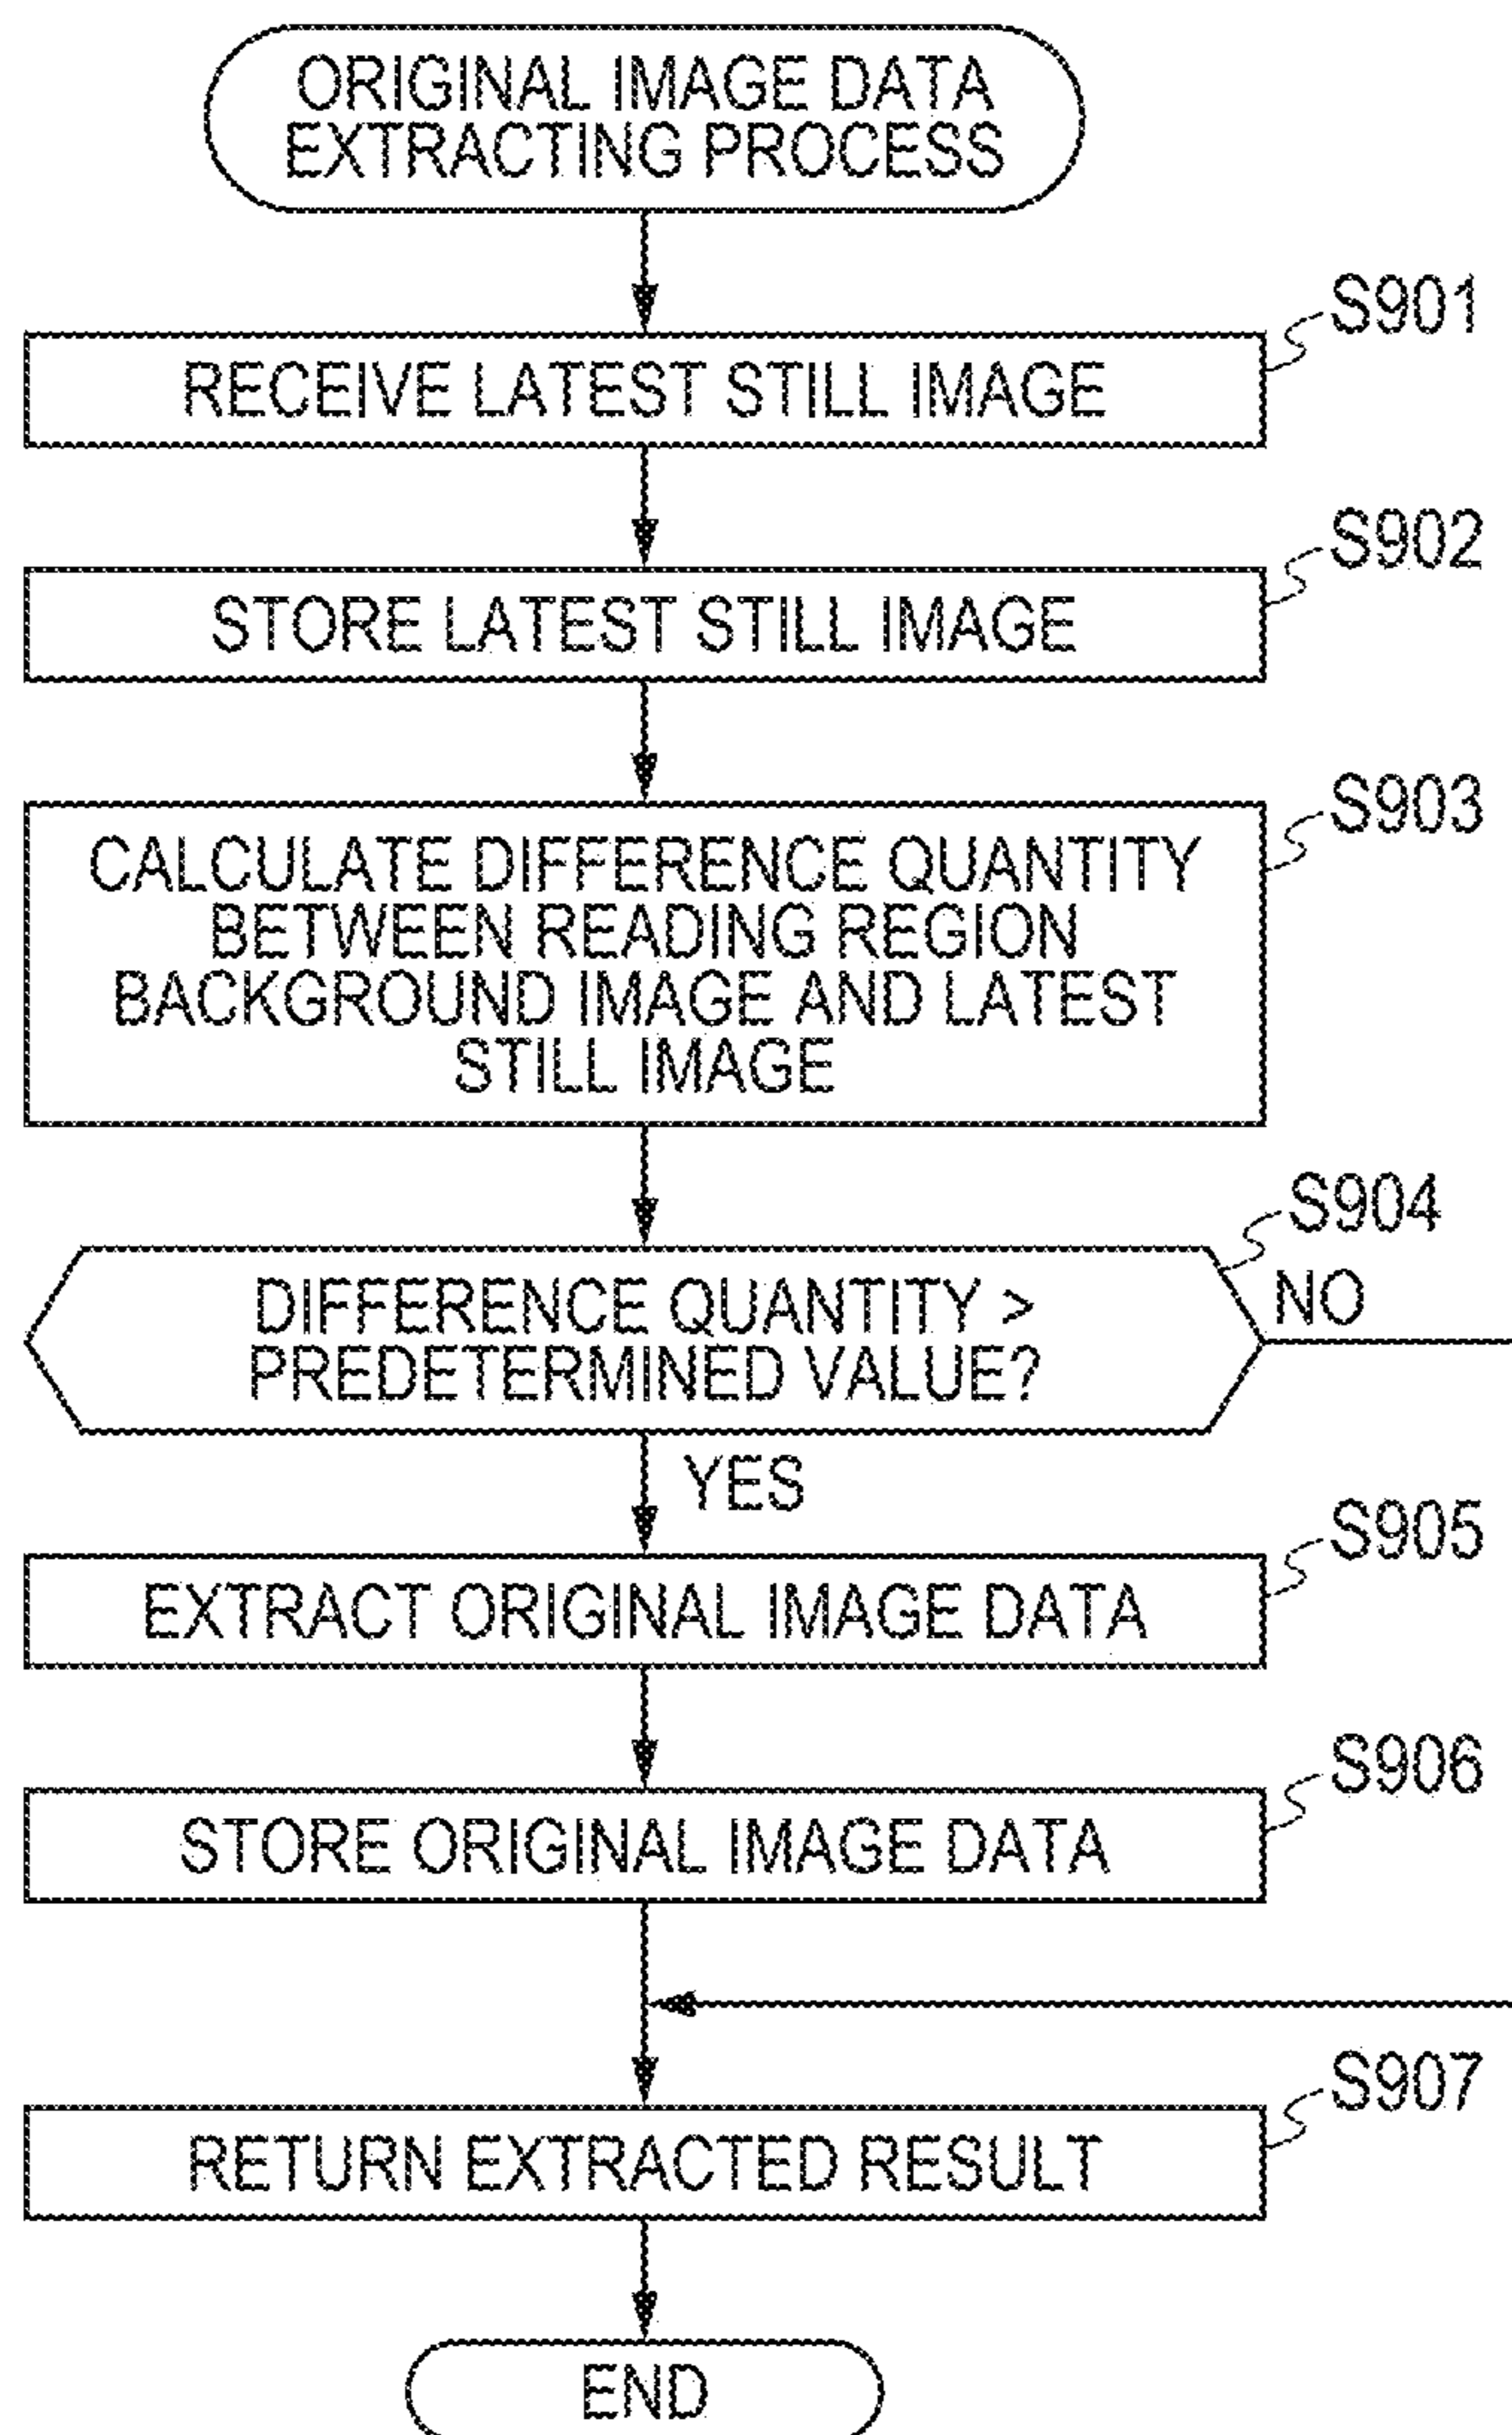 ORIGINAL IMAGE DATA
EXTRACTING PROCESS
S901
RECEIVE LATEST STILL IMAGE
S902
STORE LATEST STILL IMAGE
S903
CALCULATE DIFFERENCE QUANTITY
BETWEEN READING REGION
BACKGROUND IMAGE AND LATEST
STILL IMAGE
S904
DIFFERENCE QUANTITY >
PREDETERMINED VALUE?
NO
YES
S905
EXTRACT ORIGINAL IMAGE DATA
S906
STORE ORIGINAL IMAGE DATA
S907
RETURN EXTRACTED RESULT
END